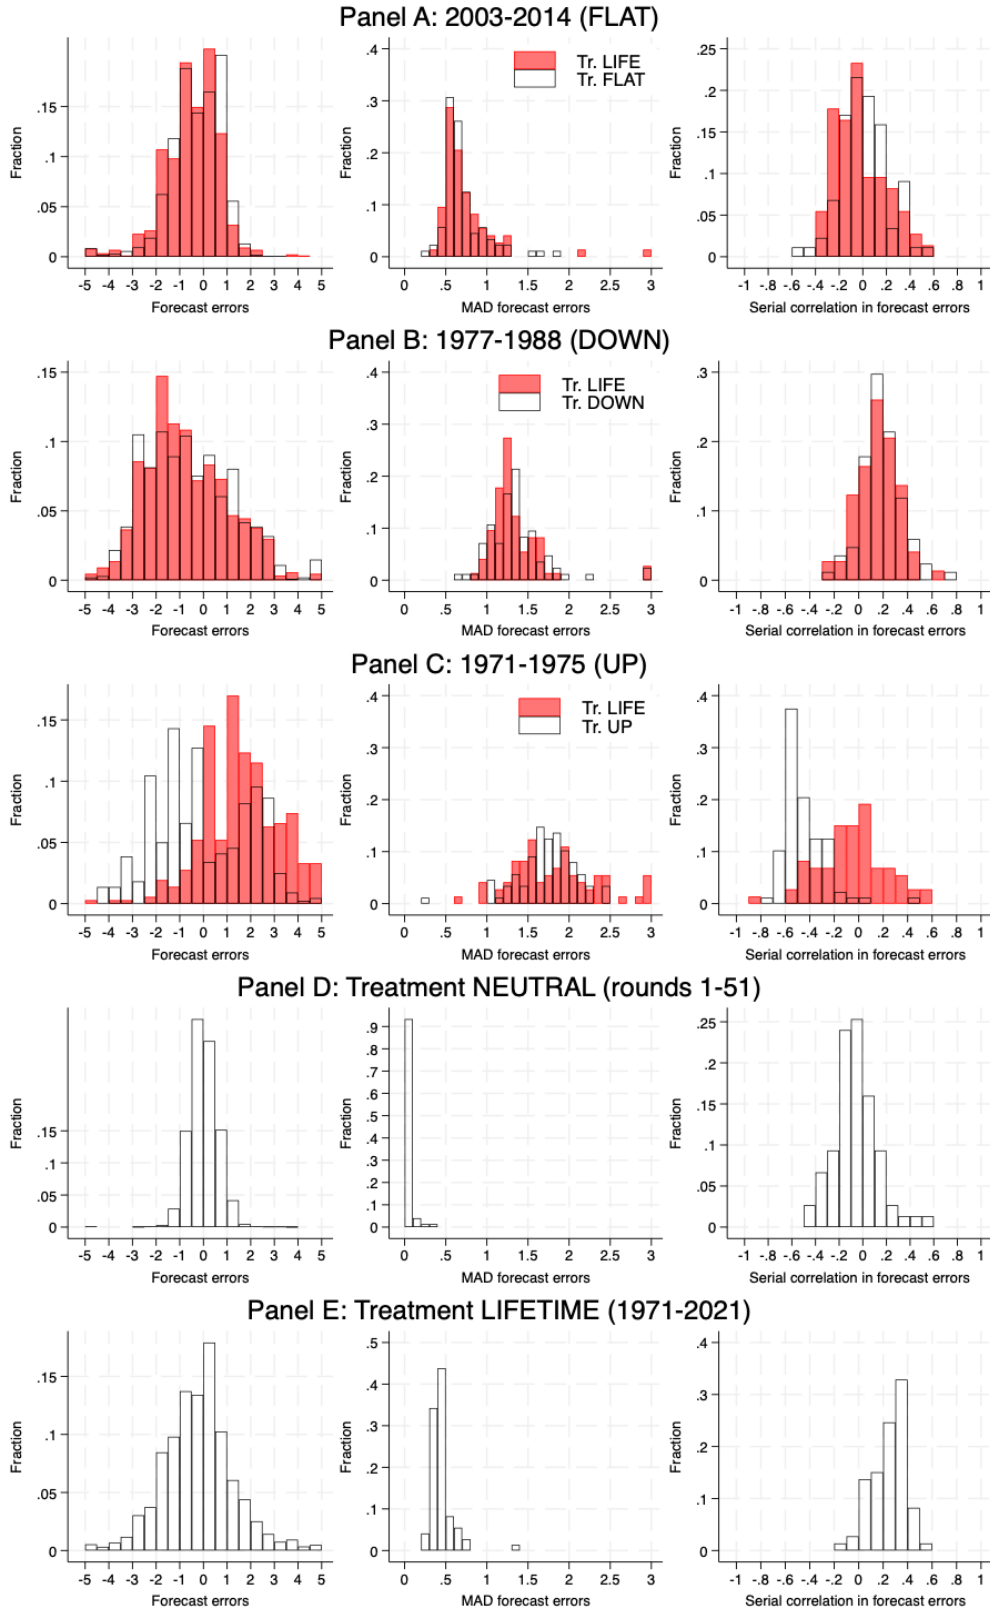 Panel A: 2003-2014 (FLAT)
Fraction
.15
.1
.05
0
-5 -4 -3 -2 -1 0 1 2 3 4 5
Forecast errors
Fraction
.4
.3
.2
.1
0
0 .5 1 1.5 2 2.5 3
MAD forecast errors
Tr. LIFE
Tr. FLAT
Fraction
.25
.2
.15
.1
.05
0
-1 -.8 -.6 -.4 -.2 0 .2 .4 .6 .8 1
Serial correlation in forecast errors
Panel B: 1977-1988 (DOWN)
Fraction
.15
.1
.05
0
-5 -4 -3 -2 -1 0 1 2 3 4 5
Forecast errors
Fraction
.4
.3
.2
.1
0
0 .5 1 1.5 2 2.5 3
MAD forecast errors
Tr. LIFE
Tr. DOWN
Fraction
.3
.2
.1
0
-1 -.8 -.6 -.4 -.2 0 .2 .4 .6 .8 1
Serial correlation in forecast errors
Panel C: 1971-1975 (UP)
Fraction
.15
.1
.05
0
-5 -4 -3 -2 -1 0 1 2 3 4 5
Forecast errors
Fraction
.4
.3
.2
.1
0
0 .5 1 1.5 2 2.5 3
MAD forecast errors
Tr. LIFE
Tr. UP
Fraction
.4
.3
.2
.1
0
-1 -.8 -.6 -.4 -.2 0 .2 .4 .6 .8 1
Serial correlation in forecast errors
Panel D: Treatment NEUTRAL (rounds 1-51)
Fraction
.15
.1
.05
0
-5 -4 -3 -2 -1 0 1 2 3 4 5
Forecast errors
Fraction
.9
.8
.7
.6
.5
.4
.3
.2
.1
0
0 .5 1 1.5 2 2.5 3
MAD forecast errors
Fraction
.25
.2
.15
.1
.05
0
-1 -.8 -.6 -.4 -.2 0 .2 .4 .6 .8 1
Serial correlation in forecast errors
Panel E: Treatment LIFETIME (1971-2021)
Fraction
.15
.1
.05
0
-5 -4 -3 -2 -1 0 1 2 3 4 5
Forecast errors
Fraction
.5
.4
.3
.2
.1
0
0 .5 1 1.5 2 2.5 3
MAD forecast errors
Fraction
.4
.3
.2
.1
0
-1 -.8 -.6 -.4 -.2 0 .2 .4 .6 .8 1
Serial correlation in forecast errors